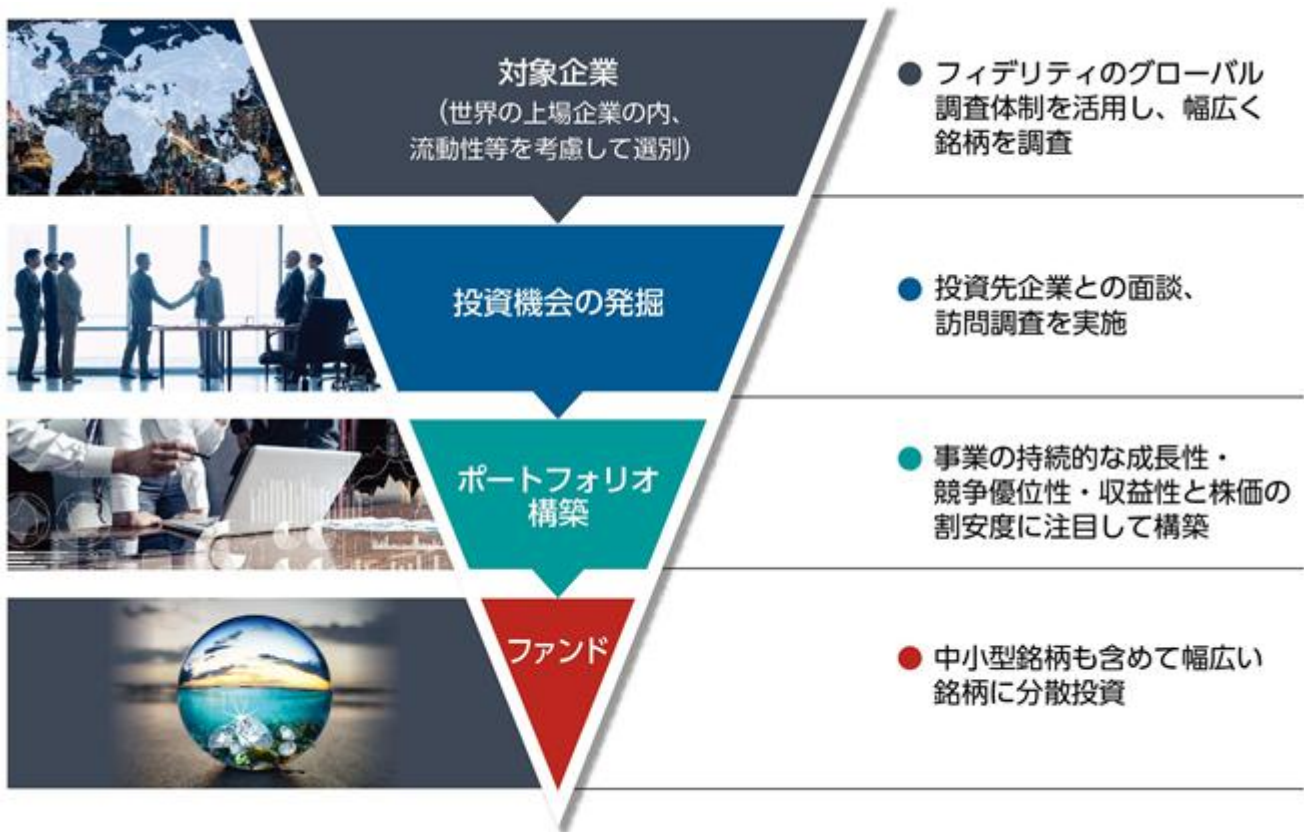 対象企業
(世界の上場企業の内、
流動性等を考慮して選別)
● フィデリティのグローバル
調査体制を活用し、幅広く
銘柄を調査
投資機会の発掘
● 投資先企業との面談、
訪問調査を実施
ポートフォリオ
構築
● 事業の持続的な成長性・
競争優位性・収益性と株価の
割安度に注目して構築
ファンド
● 中小型銘柄も含めて幅広い
銘柄に分散投資